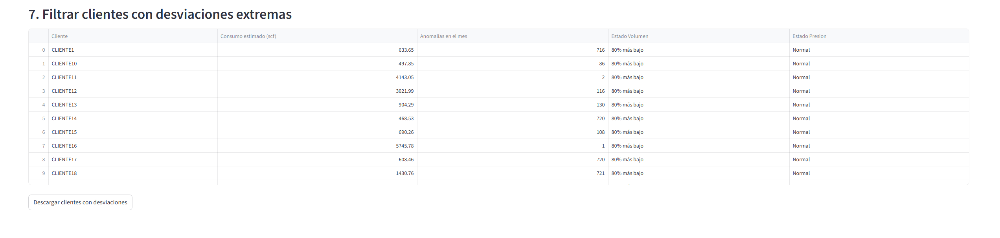 7. Filtrar clientes con desviaciones extremas
Cliente Consumo estimado (scf) Anomalías en el mes Estado Volumen Estado Presion
0 CLIENTE1 633.65 716 80% más bajo Normal
1 CLIENTE10 497.85 86 80% más bajo Normal
2 CLIENTE11 4143.05 2 80% más bajo Normal
3 CLIENTE12 3021.99 116 80% más bajo Normal
4 CLIENTE13 904.29 130 80% más bajo Normal
5 CLIENTE14 468.53 720 80% más bajo Normal
6 CLIENTE15 690.26 108 80% más bajo Normal
7 CLIENTE16 5745.78 1 80% más bajo Normal
8 CLIENTE17 608.46 720 80% más bajo Normal
9 CLIENTE18 1430.76 721 80% más bajo Normal
Descargar clientes con desviaciones